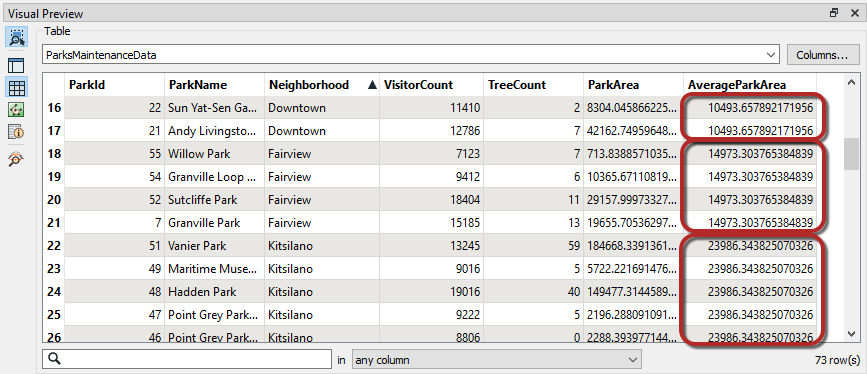 Visual Preview
Table
ParksMaintenanceData
Columns...
ParkId ParkName Neighborhood VisitorCount TreeCount ParkArea AverageParkArea
16 22 Sun Yat-Sen Ga... Downtown 11410 2 8304.045866225... 10493.657892171956
17 21 Andy Livingsto... Downtown 12786 7 42162.74959648... 10493.657892171956
18 55 Willow Park Fairview 7123 7 713.8388571035... 14973.303765384839
19 54 Granville Loop ... Fairview 9412 6 10365.67110819... 14973.303765384839
20 52 Sutcliffe Park Fairview 18404 11 29157.99973327... 14973.303765384839
21 7 Granville Park Fairview 15185 13 19655.70536297... 14973.303765384839
22 51 Vanier Park Kitsilano 13245 59 184668.3391361... 23986.343825070326
23 49 Maritime Muse... Kitsilano 9016 5 5722.221691476... 23986.343825070326
24 48 Hadden Park Kitsilano 19016 40 149477.3144589... 23986.343825070326
25 47 Point Grey Park... Kitsilano 9222 5 2196.288091091... 23986.343825070326
26 46 Point Grey Park... Kitsilano 8806 0 2288.393977144... 23986.343825070326
in any column 73 row(s)